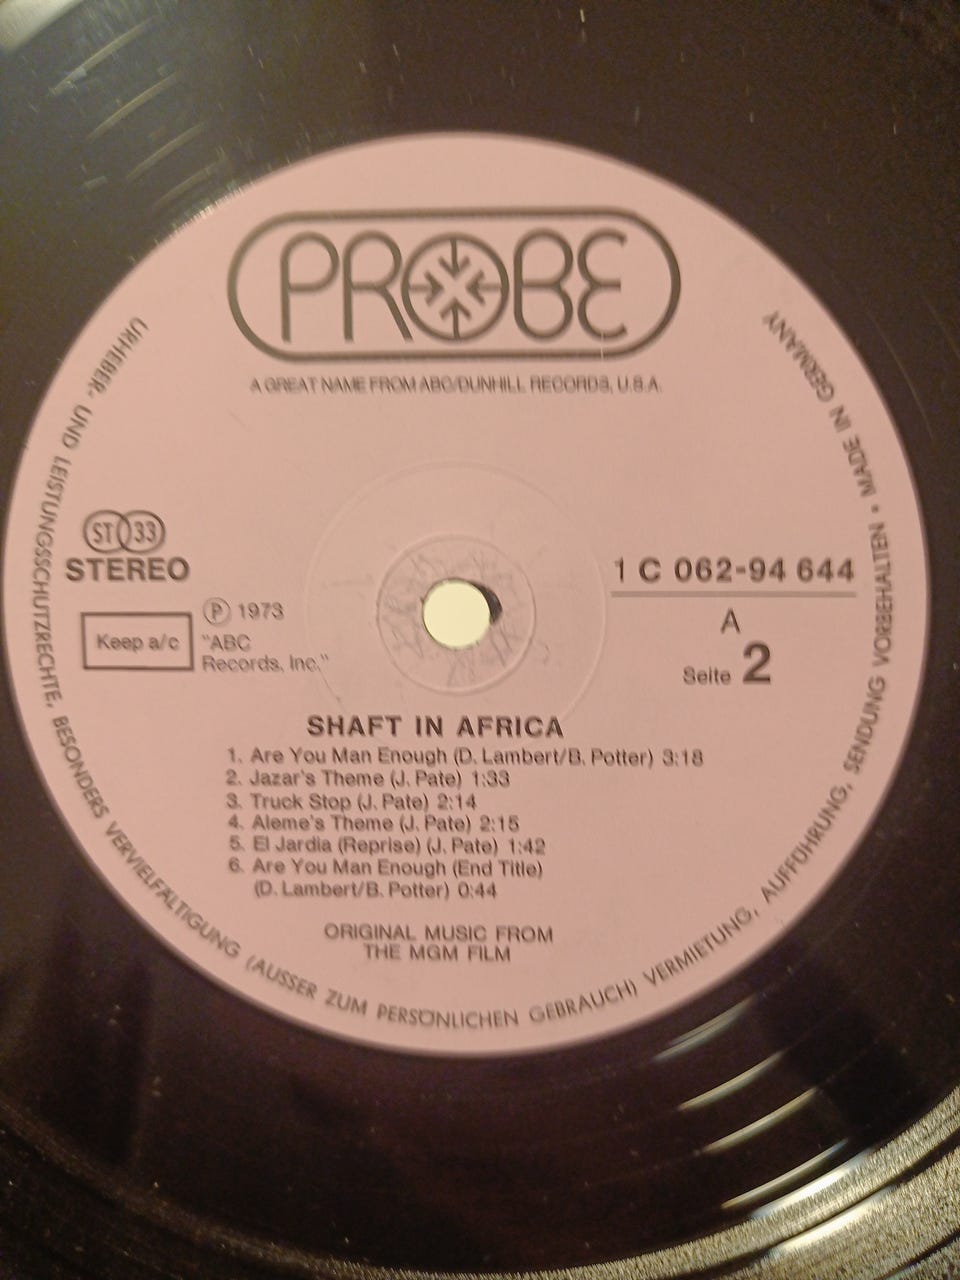 PROBE
A GREAT NAME FROM ABC/DUNHILL RECORDS, U.S.A.
URHEBER- UND LEISTUNGSSCHUTZRECHTE, BESONDERS VERVIELFÄLTIGUNG (AUSSER ZUM PERSÖNLICHEN GEBRAUCH) VERMIETUNG, AUFFÜHRUNG, SENDUNG VORBEHALTEN • MADE IN GERMANY
ST 33
STEREO
Keep a/c
Ⓟ 1973
"ABC
Records, Inc."
1 C 062-94 644
A
Seite 2
SHAFT IN AFRICA
1. Are You Man Enough (D. Lambert/B. Potter) 3:18
2. Jazar's Theme (J. Pate) 1:33
3. Truck Stop (J. Pate) 2:14
4. Aleme's Theme (J. Pate) 2:15
5. El Jardia (Reprise) (J. Pate) 1:42
6. Are You Man Enough (End Title)
(D. Lambert/B. Potter) 0:44
ORIGINAL MUSIC FROM
THE MGM FILM